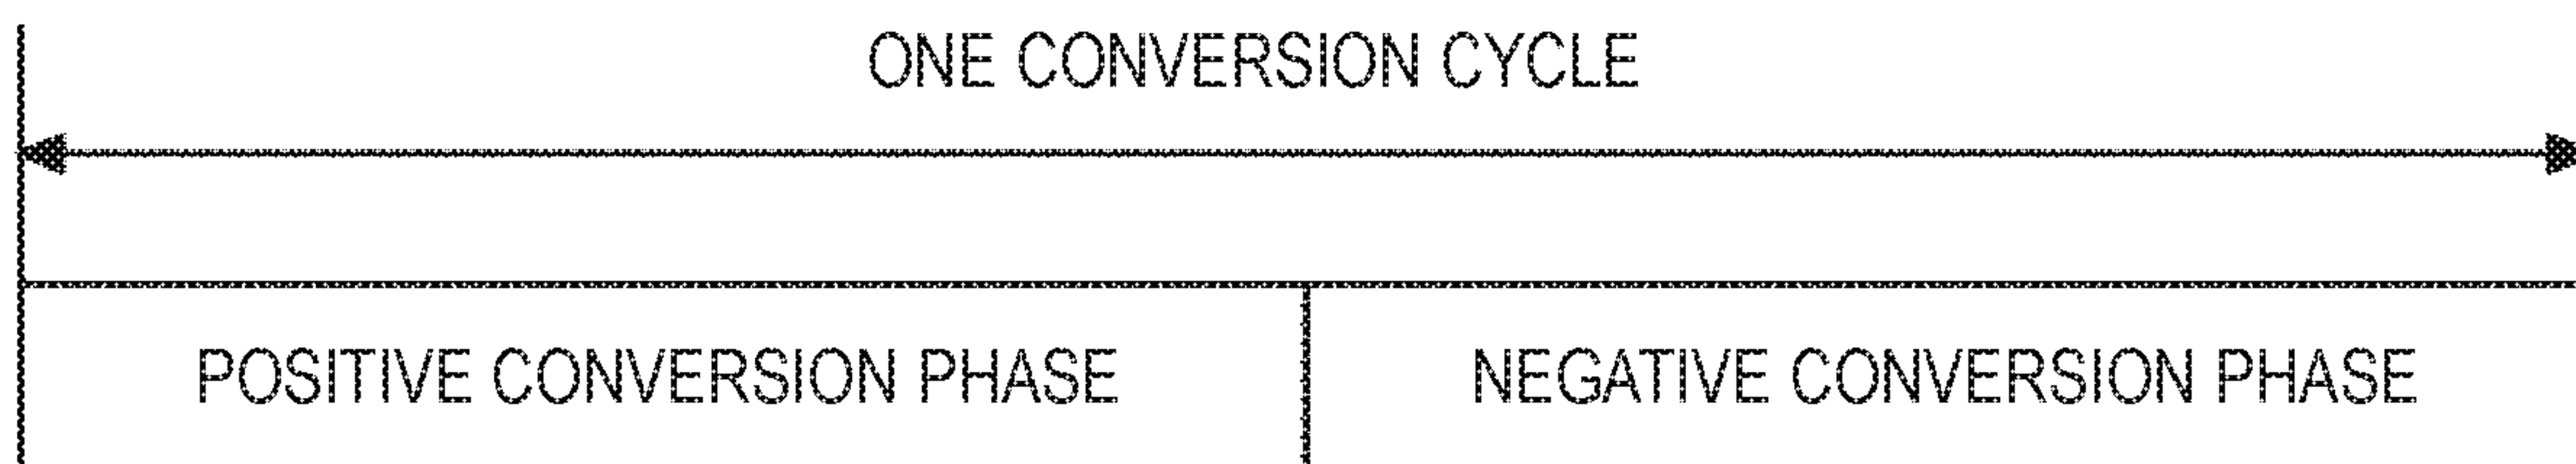 ONE CONVERSION CYCLE
POSITIVE CONVERSION PHASE
NEGATIVE CONVERSION PHASE